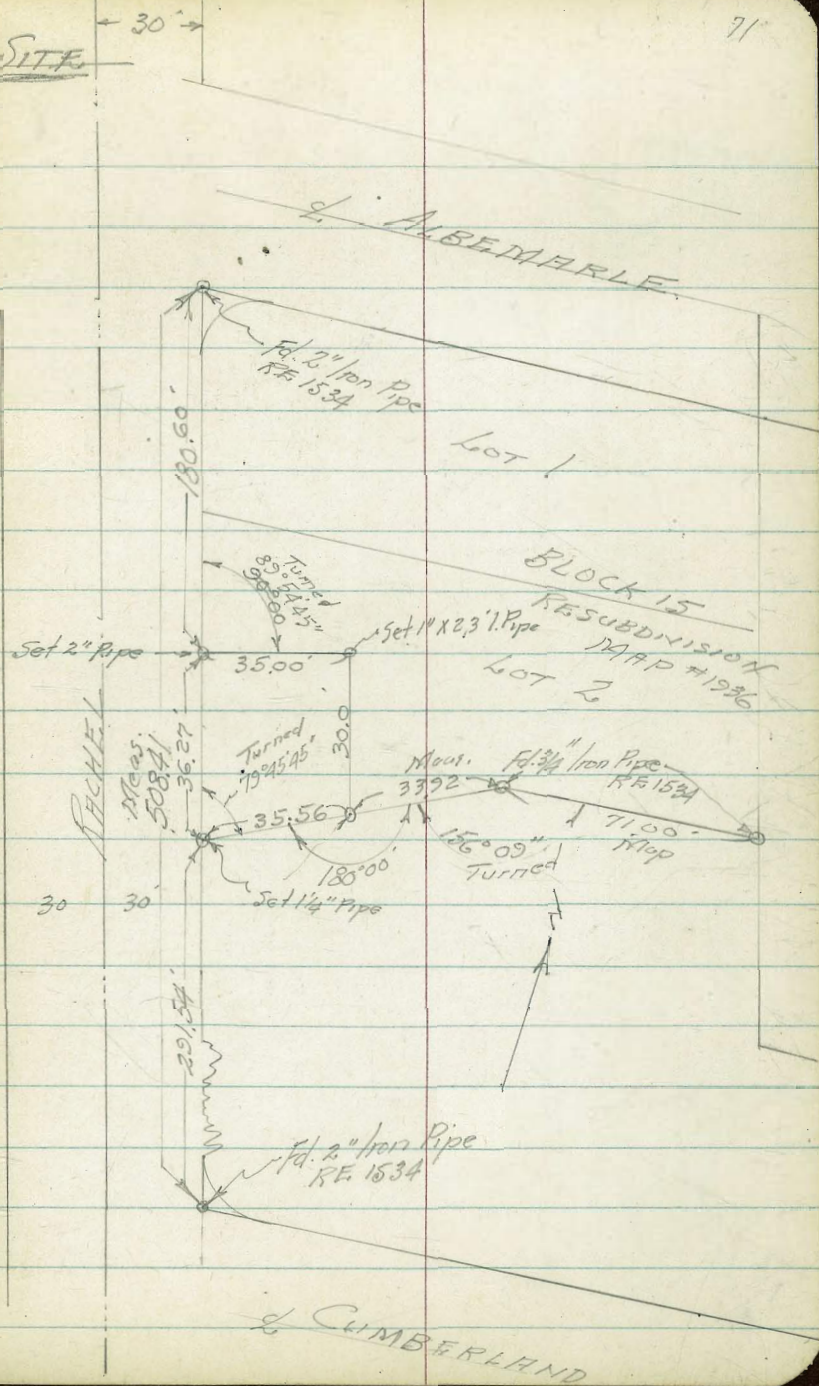 71
30'
SITE
℄ ALBEMARLE
Fd. 2" Iron Pipe
RE 1534
180.60'
LOT 1
BLOCK 15
RESUBDIVISION
MAP #1936
Turned
89°54'45"
90°00'
Set 1" X 2.3' I. Pipe
Set 2" Pipe
35.00'
LOT 2
30.0
36.27'
Meas.
508.41
RACHEL
Turned
79°45'45"
Meas.
33.92
Fd. 3/4" Iron Pipe
RE 1534
35.56
71.00'
Map
156°09"
Turned
180°00'
Set 1 1/4" Pipe
30
30'
291.54'
Fd. 2" Iron Pipe
RE 1534
℄ CUMBERLAND